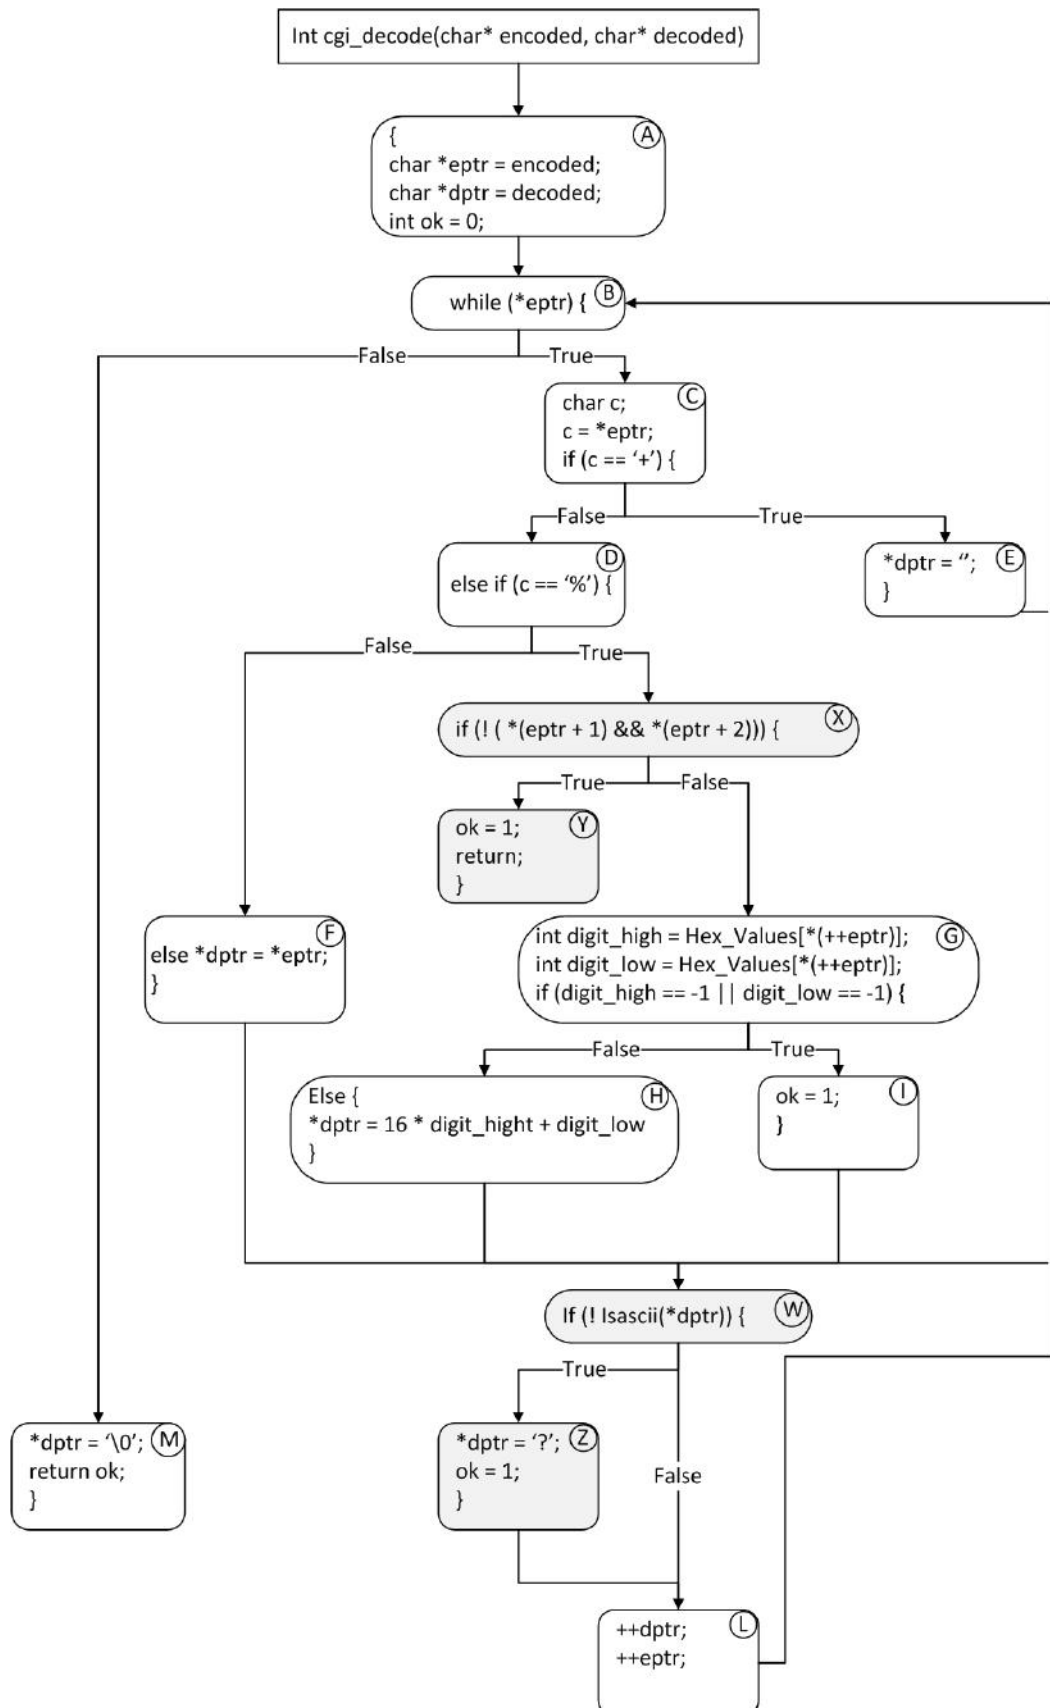 Int cgi_decode(char* encoded, char* decoded)
{
A
char *eptr = encoded;
char *dptr = decoded;
int ok = 0;
while (*eptr) {
B
False
True
char c;
C
c = *eptr;
if (c == ‘+’) {
False
True
D
else if (c == ‘%’) {
*dptr = ‘’;
E
}
False
True
if (! ( *(eptr + 1) && *(eptr + 2))) {
X
True
False
ok = 1;
Y
return;
}
F
else *dptr = *eptr;
}
int digit_high = Hex_Values[*(++eptr)];
G
int digit_low = Hex_Values[*(++eptr)];
if (digit_high == -1 || digit_low == -1) {
False
True
Else {
H
*dptr = 16 * digit_hight + digit_low
}
ok = 1;
I
}
If (! Isascii(*dptr)) {
W
True
*dptr = ‘\0’;
M
return ok;
}
*dptr = ‘?’;
Z
ok = 1;
}
False
++dptr;
L
++eptr;